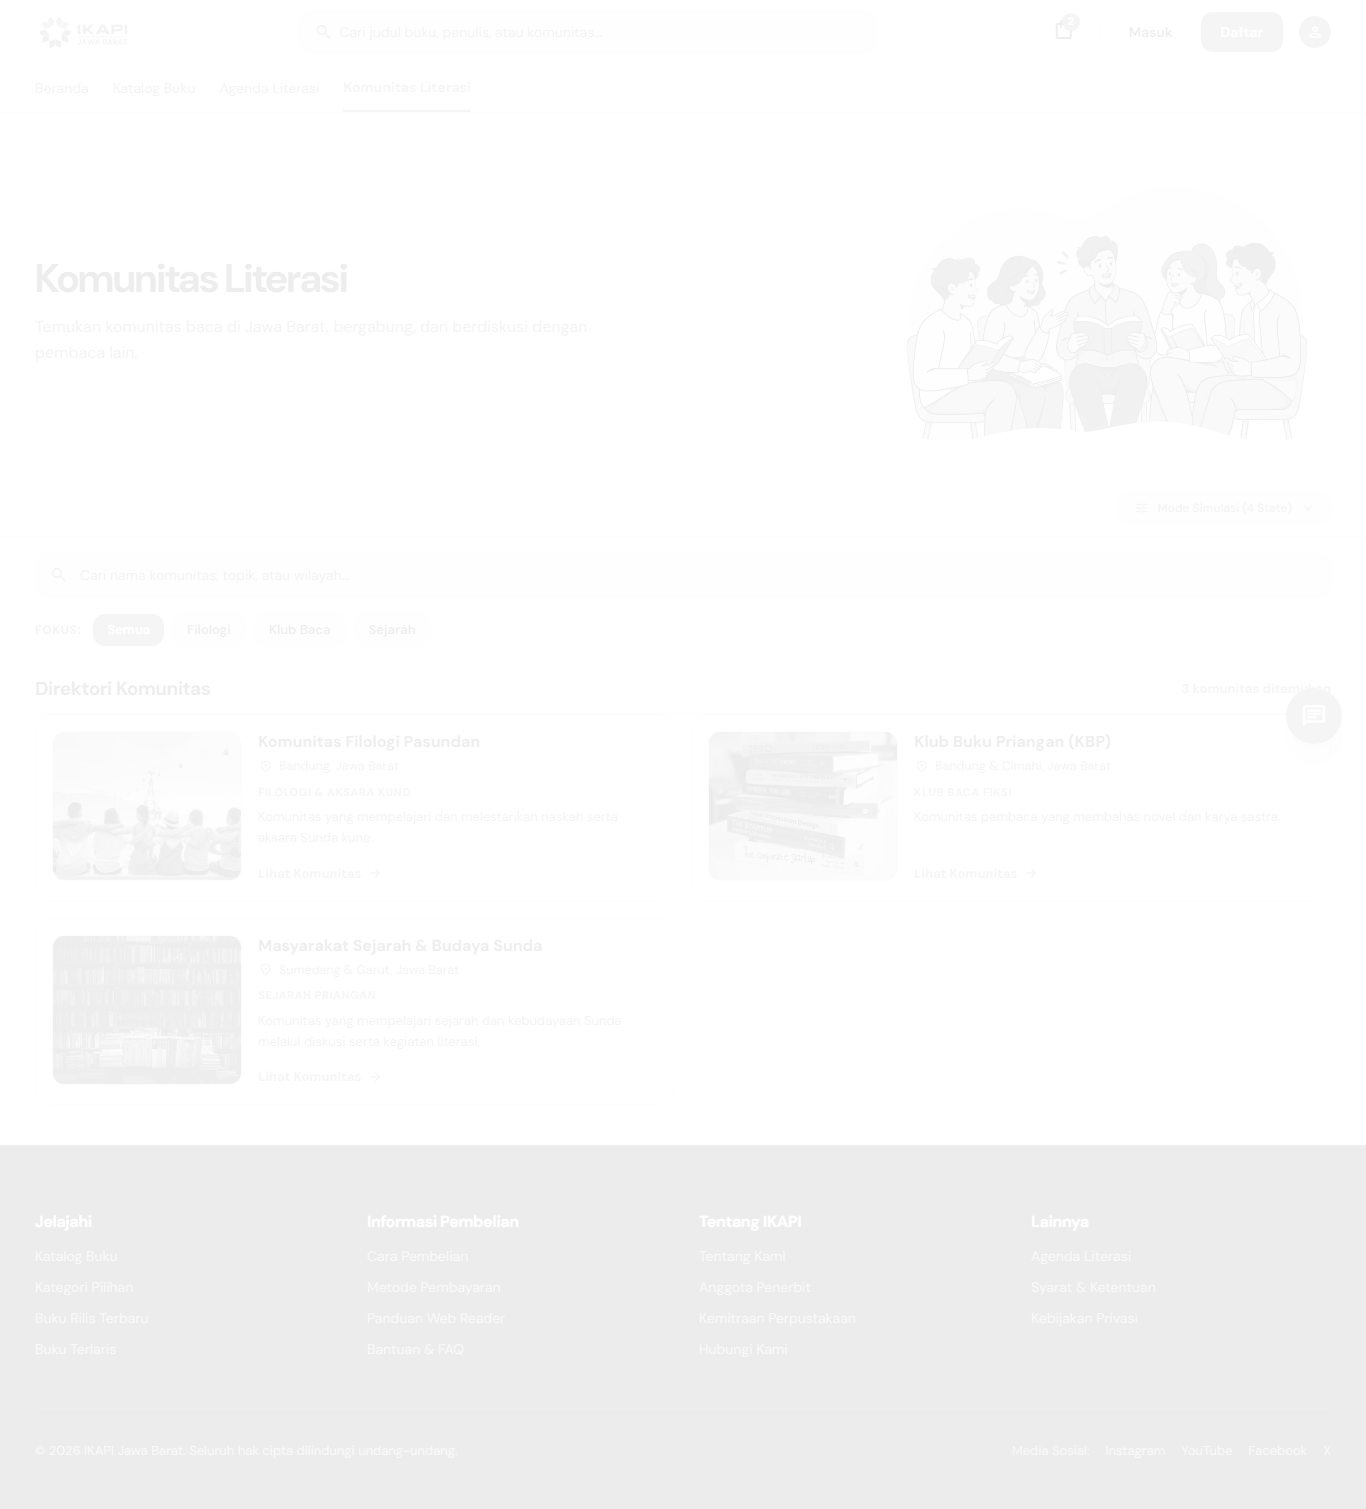 IKAPI
JAWA BARAT
Cari judul buku, penulis, atau komunitas...
2
Masuk
Daftar
Beranda
Katalog Buku
Agenda Literasi
Komunitas Literasi
Komunitas Literasi
Temukan komunitas baca di Jawa Barat, bergabung, dan berdiskusi dengan
pembaca lain.
Mode Simulasi (4 State)
Cari nama komunitas, topik, atau wilayah...
FOKUS:
Semua
Filologi
Klub Baca
Sejarah
Direktori Komunitas
3 komunitas ditemukan
Komunitas Filologi Pasundan
Bandung, Jawa Barat
FILOLOGI & AKSARA KUNO
Komunitas yang mempelajari dan melestarikan naskah serta
aksara Sunda kuno.
Lihat Komunitas →
Klub Buku Priangan (KBP)
Bandung & Cimahi, Jawa Barat
KLUB BACA FIKSI
Komunitas pembaca yang membahas novel dan karya sastra.
Lihat Komunitas →
Masyarakat Sejarah & Budaya Sunda
Sumedang & Garut, Jawa Barat
SEJARAH PRIANGAN
Komunitas yang mempelajari sejarah dan kebudayaan Sunda
melalui diskusi serta kegiatan literasi.
Lihat Komunitas →
Jelajahi
Katalog Buku
Kategori Pilihan
Buku Rilis Terbaru
Buku Terlaris
Informasi Pembelian
Cara Pembelian
Metode Pembayaran
Panduan Web Reader
Bantuan & FAQ
Tentang IKAPI
Tentang Kami
Anggota Penerbit
Kemitraan Perpustakaan
Hubungi Kami
Lainnya
Agenda Literasi
Syarat & Ketentuan
Kebijakan Privasi
© 2026 IKAPI Jawa Barat. Seluruh hak cipta dilindungi undang-undang.
Media Sosial:
Instagram
YouTube
Facebook
X